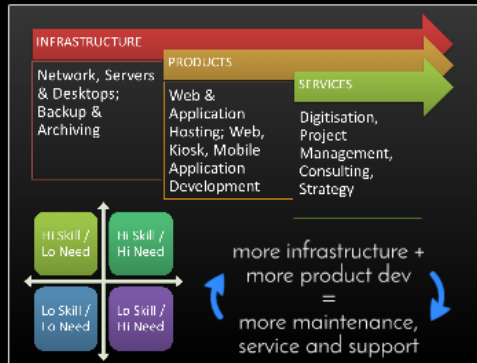 INFRASTRUCTURE
Network, Servers
& Desktops;
Backup &
Archiving
PRODUCTS
Web &
Application
Hosting; Web,
Kiosk, Mobile
Application
Development
SERVICES
Digitisation,
Project
Management,
Consulting,
Strategy
Hi Skill /
Lo Need
Hi Skill /
Hi Need
Lo Skill /
Lo Need
Lo Skill /
Hi Need
more infrastructure +
more product dev
=
more maintenance,
service and support